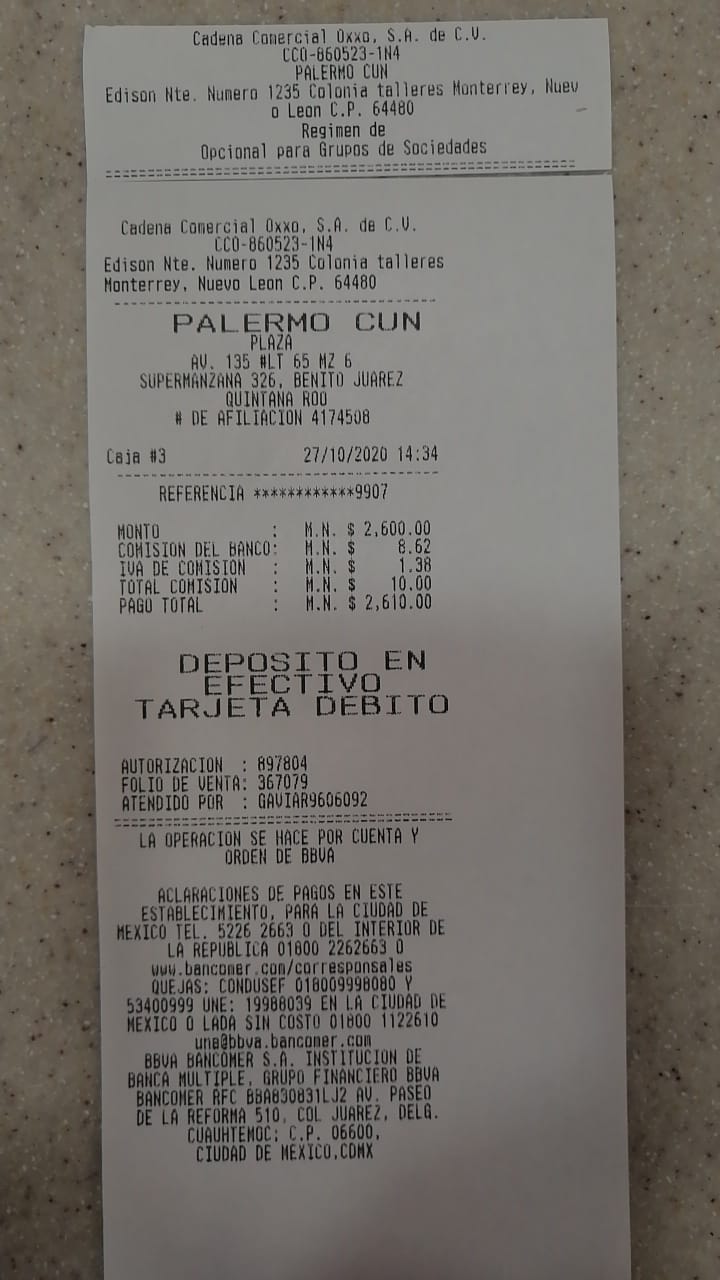 Cadena Comercial Oxxo, S.A. de C.V.
CCO-860523-1N4
PALERMO CUN
Edison Nte. Numero 1235 Colonia talleres Monterrey, Nuev
o Leon C.P. 64480
Regimen de
Opcional para Grupos de Sociedades
Cadena Comercial Oxxo, S.A. de C.V.
CCO-860523-1N4
Edison Nte. Numero 1235 Colonia talleres
Monterrey, Nuevo Leon C.P. 64480
PALERMO CUN
PLAZA
AV. 135 #LT 65 MZ 6
SUPERMANZANA 326, BENITO JUAREZ
QUINTANA ROO
# DE AFILIACION 4174508
Caja #3 27/10/2020 14:34
REFERENCIA ************9907
MONTO : M.N. $ 2,600.00
COMISION DEL BANCO: M.N. $ 8.62
IVA DE COMISION : M.N. $ 1.38
TOTAL COMISION : M.N. $ 10.00
PAGO TOTAL : M.N. $ 2,610.00
DEPOSITO EN
EFECTIVO
TARJETA DEBITO
AUTORIZACION : 897804
FOLIO DE VENTA: 367079
ATENDIDO POR : GAVIAR9606092
LA OPERACION SE HACE POR CUENTA Y
ORDEN DE BBVA
ACLARACIONES DE PAGOS EN ESTE
ESTABLECIMIENTO, PARA LA CIUDAD DE
MEXICO TEL. 5226 2663 O DEL INTERIOR DE
LA REPUBLICA 01800 2262663 O
www.bancomer.com/corresponsales
QUEJAS: CONDUSEF 018009998080 Y
53400999 UNE: 19988039 EN LA CIUDAD DE
MEXICO O LADA SIN COSTO 01800 1122610
une@bbva.bancomer.com
BBVA BANCOMER S.A. INSTITUCION DE
BANCA MULTIPLE, GRUPO FINANCIERO BBVA
BANCOMER RFC BBA830831LJ2 AV. PASEO
DE LA REFORMA 510, COL JUAREZ, DELG.
CUAUHTEMOC; C.P. 06600,
CIUDAD DE MEXICO,CDMX